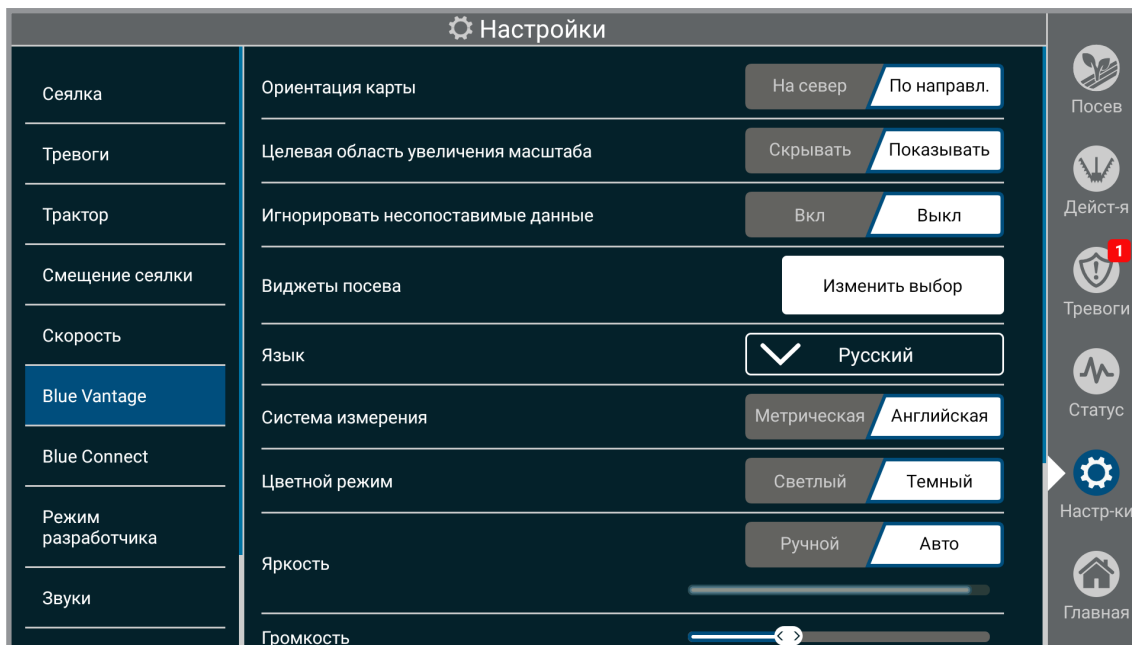 Настройки
Сеялка
Тревоги
Трактор
Смещение сеялки
Скорость
Blue Vantage
Blue Connect
Режим
разработчика
Звуки
Ориентация карты
На север
По направл.
Целевая область увеличения масштаба
Скрывать
Показывать
Игнорировать несопоставимые данные
Вкл
Выкл
Виджеты посева
Изменить выбор
Язык
Русский
Система измерения
Метрическая
Английская
Цветной режим
Светлый
Темный
Яркость
Ручной
Авто
Громкость
Посев
Дейст-я
1
Тревоги
Статус
Настр-ки
Главная